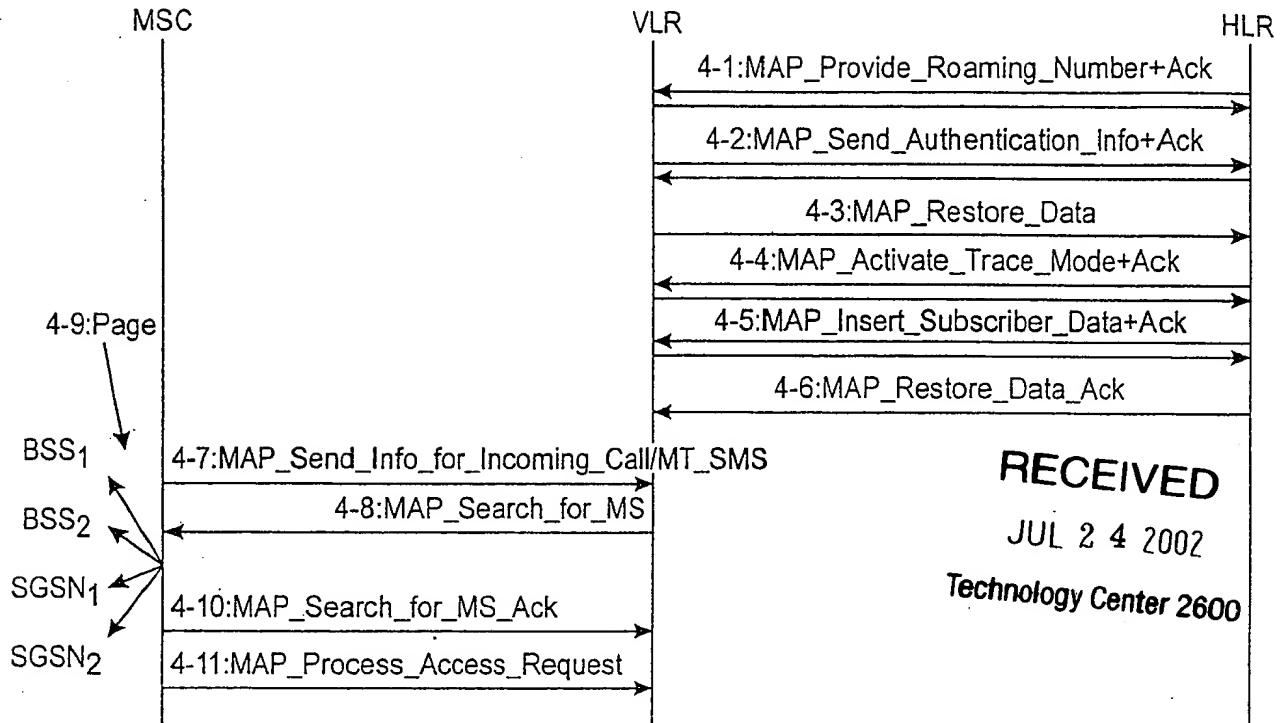 MSC VLR HLR
4-1:MAP_Provide_Roaming_Number+Ack
4-2:MAP_Send_Authentication_Info+Ack
4-3:MAP_Restore_Data
4-4:MAP_Activate_Trace_Mode+Ack
4-9:Page
4-5:MAP_Insert_Subscriber_Data+Ack
4-6:MAP_Restore_Data_Ack
BSS1
4-7:MAP_Send_Info_for_Incoming_Call/MT_SMS
BSS2
4-8:MAP_Search_for_MS
SGSN1
4-10:MAP_Search_for_MS_Ack
SGSN2
4-11:MAP_Process_Access_Request
RECEIVED
JUL 2 4 2002
Technology Center 2600